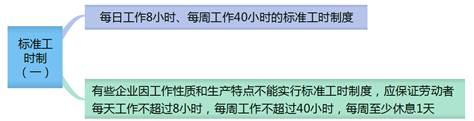 每日工作8小时、每周工作40小时的标准工时制度
标准工
时制
（一）
有些企业因工作性质和生产特点不能实行标准工时制度，应保证劳动者
每天工作不超过8小时，每周工作不超过40小时，每周至少休息1天